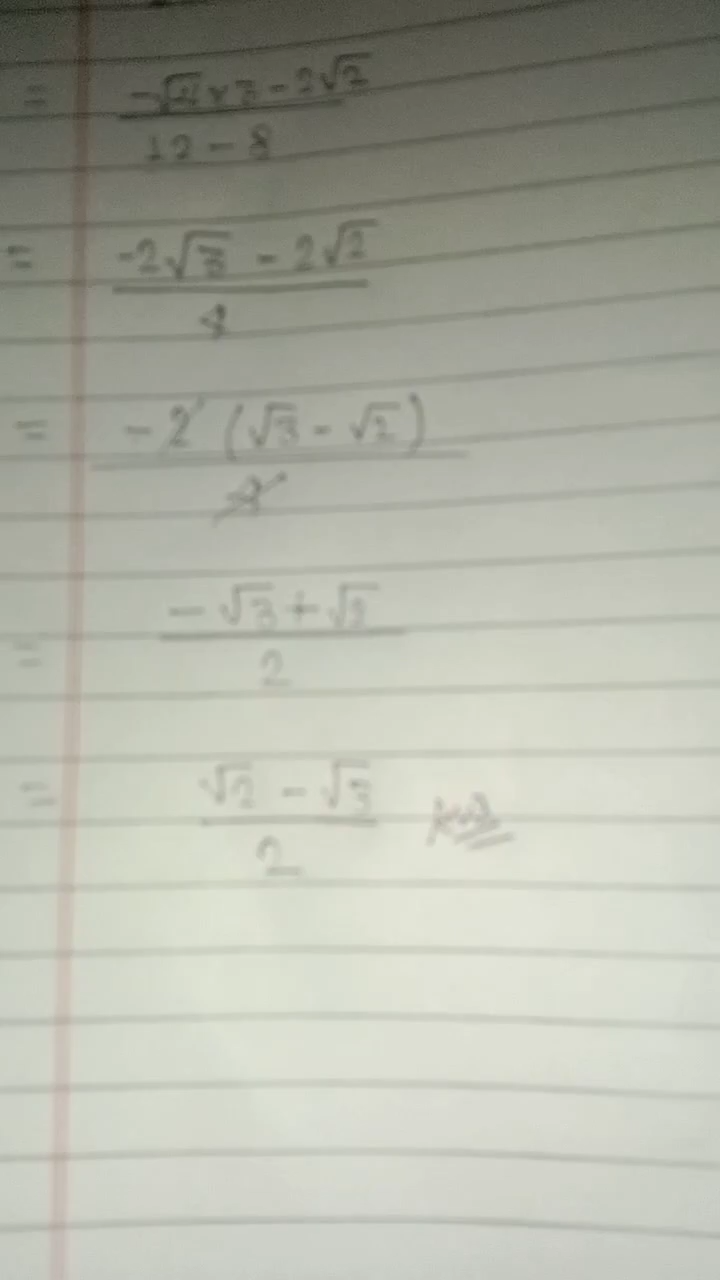 = -√4×3 - 2√2 / 12 - 8
= -2√3 - 2√2 / 4
= -2 (√3 - √2) / 4
= -√3 + √2 / 2
= √2 - √3 / 2 Ans